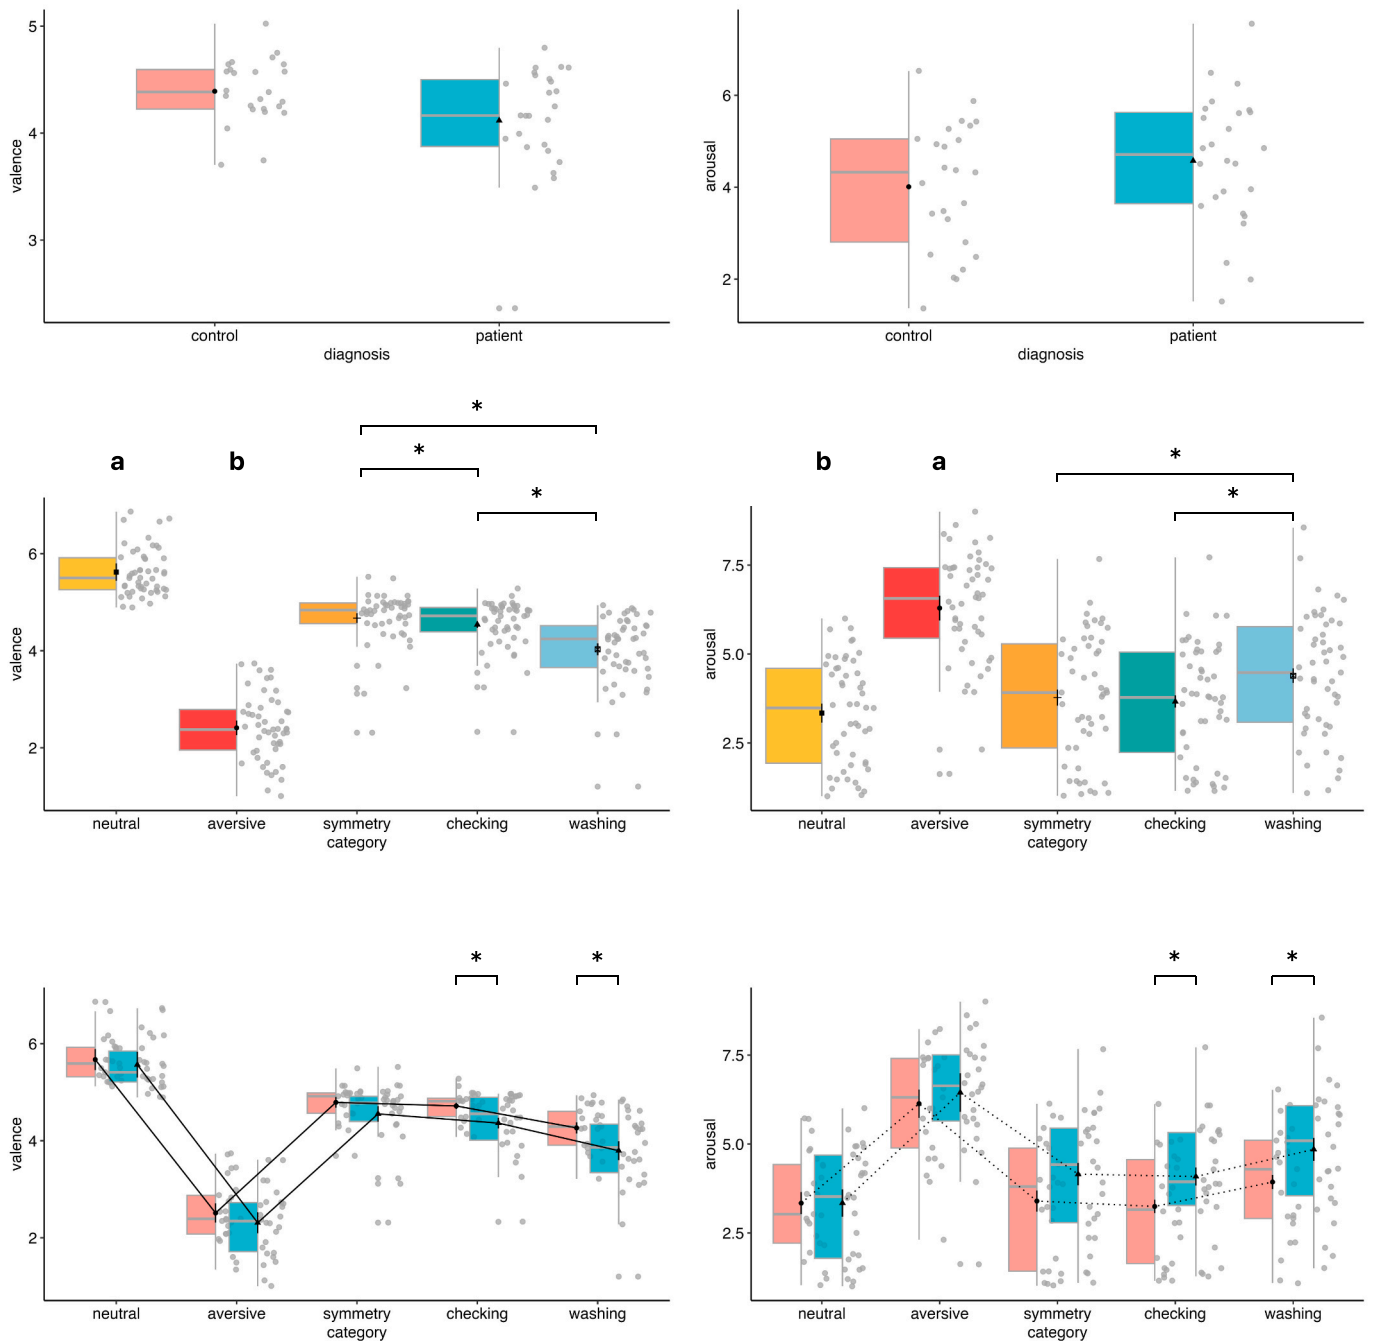 5
4
3
valence
control
patient
diagnosis
6
4
2
arousal
control
patient
diagnosis
*
*
*
a
b
6
4
2
valence
neutral
aversive
symmetry
checking
washing
category
*
*
b
a
7.5
5.0
2.5
arousal
neutral
aversive
symmetry
checking
washing
category
*
*
6
4
2
valence
neutral
aversive
symmetry
checking
washing
category
*
*
7.5
5.0
2.5
arousal
neutral
aversive
symmetry
checking
washing
category